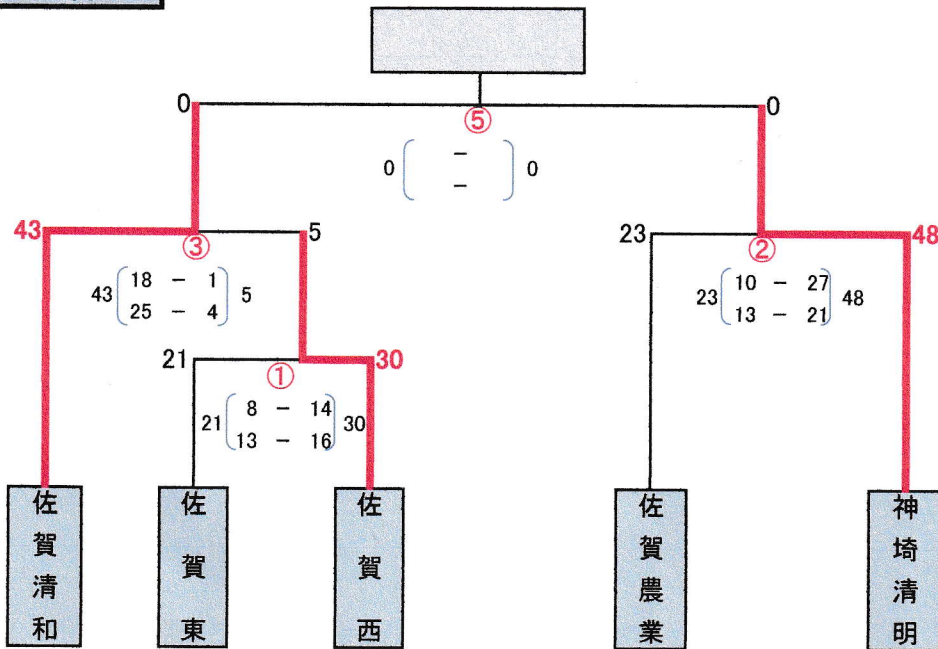 0 0
⑤
0 ( - ) 0
( - )
43 5 23 48
③ ②
43 ( 18 - 1 ) 5
( 25 - 4 )
23 ( 10 - 27 ) 48
( 13 - 21 )
21 30
①
21 ( 8 - 14 ) 30
( 13 - 16 )
佐賀清和
佐賀東
佐賀西
佐賀農業
神埼清明